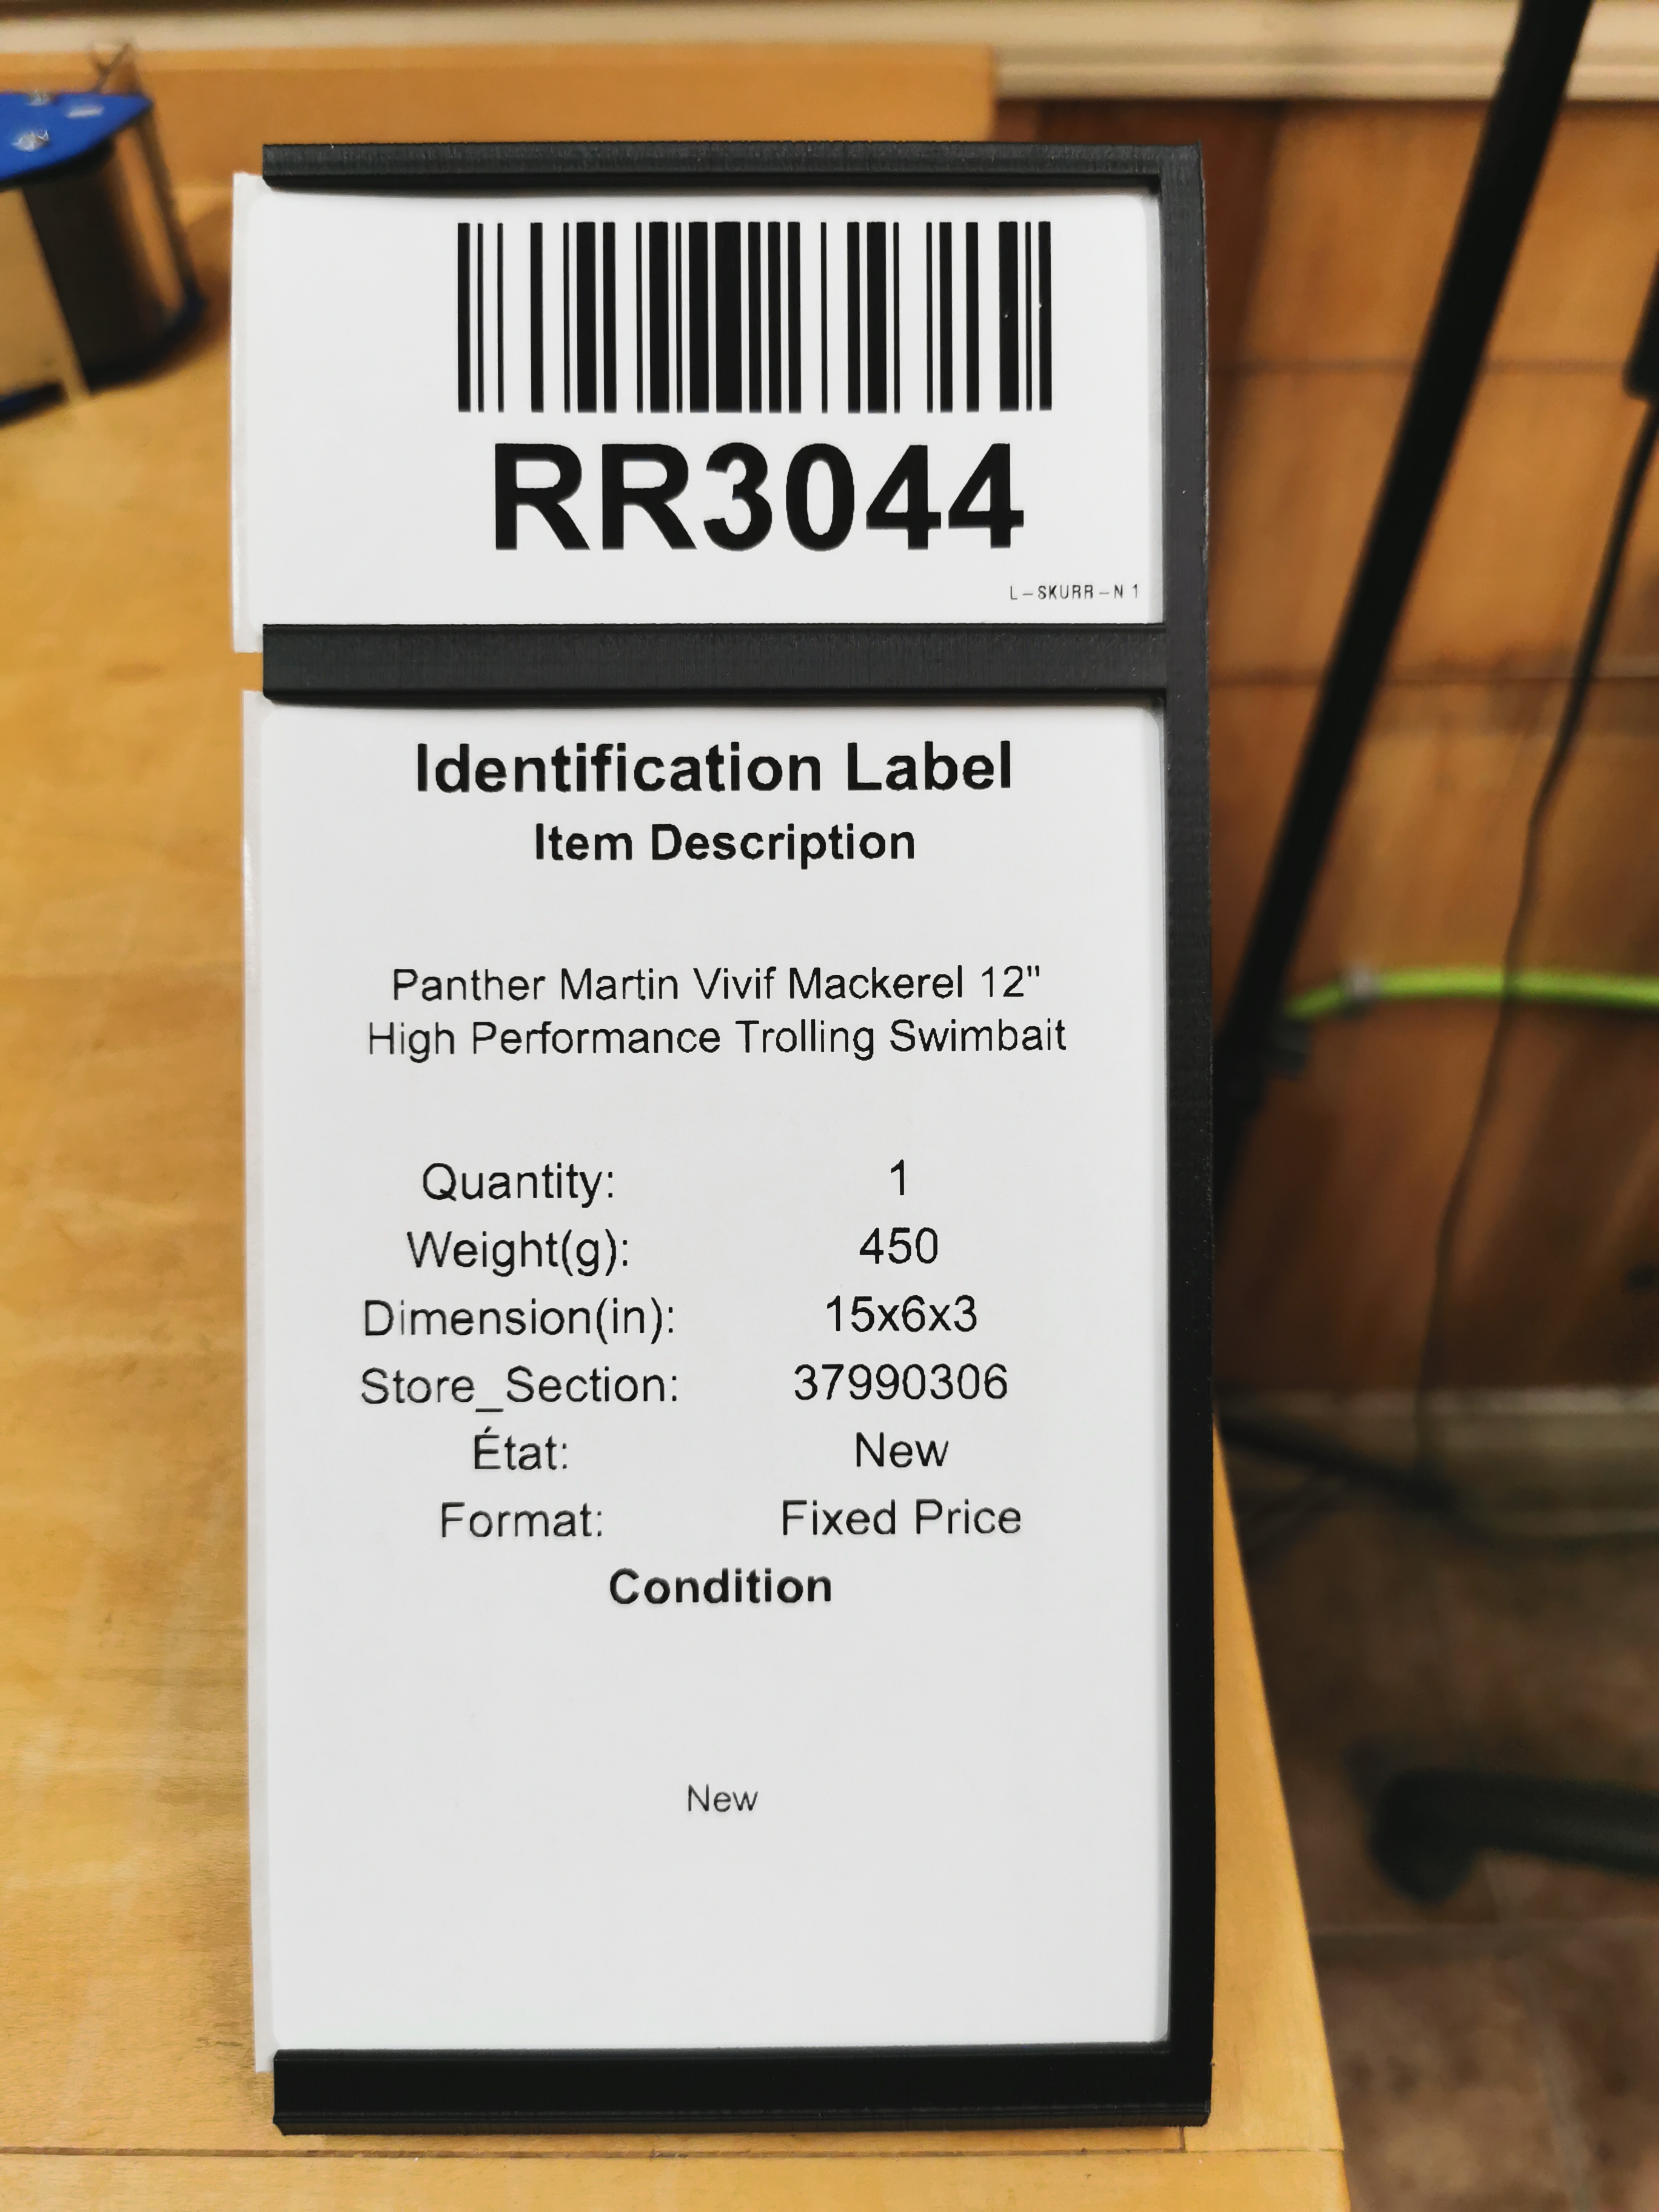 RR3044
L-SKURR-N 1
Identification Label
Item Description
Panther Martin Vivif Mackerel 12"
High Performance Trolling Swimbait
Quantity: 1
Weight(g): 450
Dimension(in): 15x6x3
Store_Section: 37990306
État: New
Format: Fixed Price
Condition
New